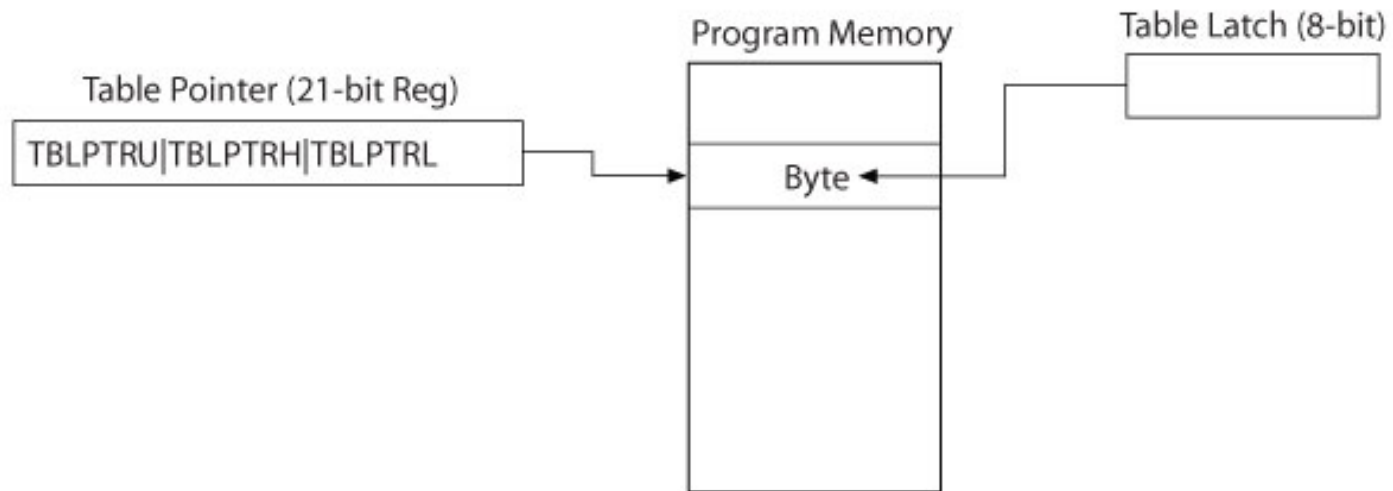 Program Memory
Table Latch (8-bit)
Table Pointer (21-bit Reg)
TBLPTRU|TBLPTRH|TBLPTRL
Byte